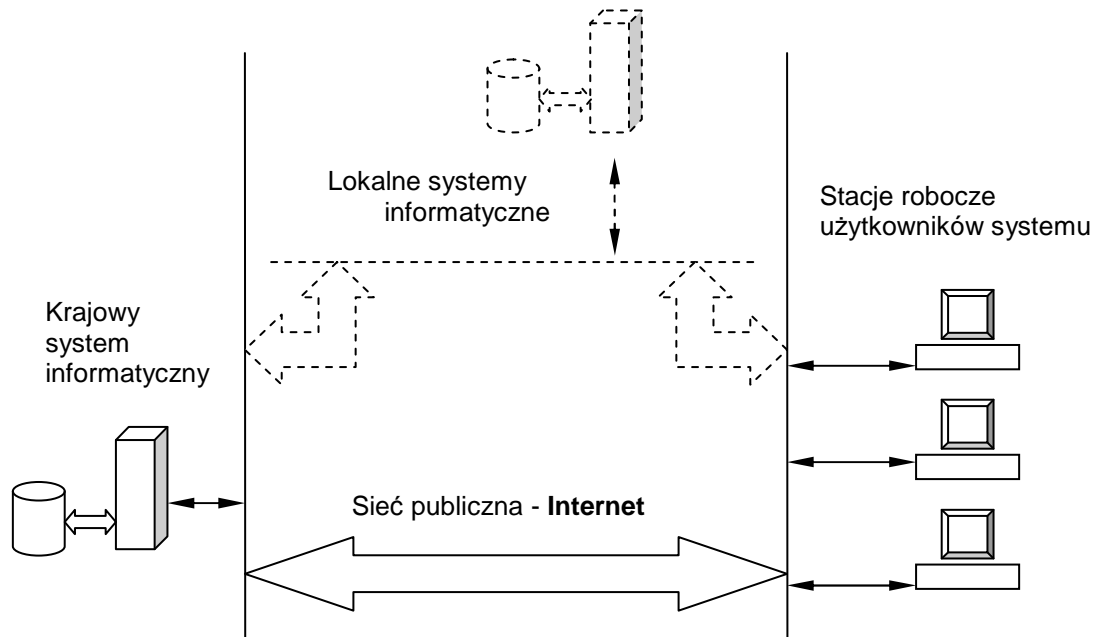 Lokalne systemy
informatyczne
Stacje robocze
użytkowników systemu
Krajowy
system
informatyczny
Sieć publiczna - Internet